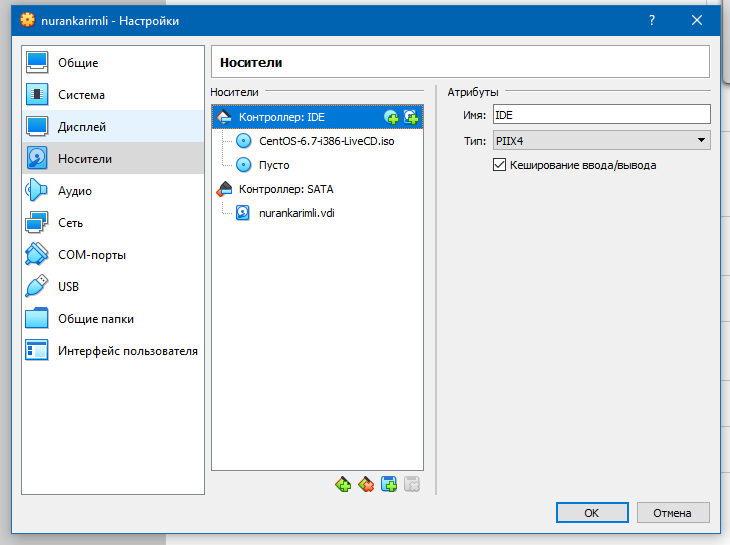 nurankarimli - Настройки
?
Общие
Система
Дисплей
Носители
Аудио
Сеть
COM-порты
USB
Общие папки
Интерфейс пользователя
Носители
Носители
Контроллер: IDE
CentOS-6.7-i386-LiveCD.iso
Пусто
Контроллер: SATA
nurankarimli.vdi
Атрибуты
Имя: IDE
Тип: PIIX4
Кеширование ввода/вывода
OK
Отмена